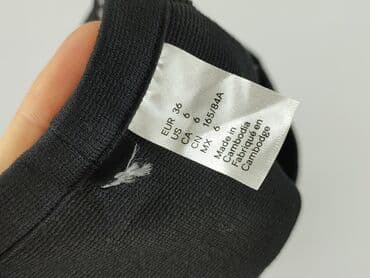 EUR 36
US 6
CA 6
CN 165/84A
MX 6
Made in
Cambodia
Fabriqué en
Cambodge